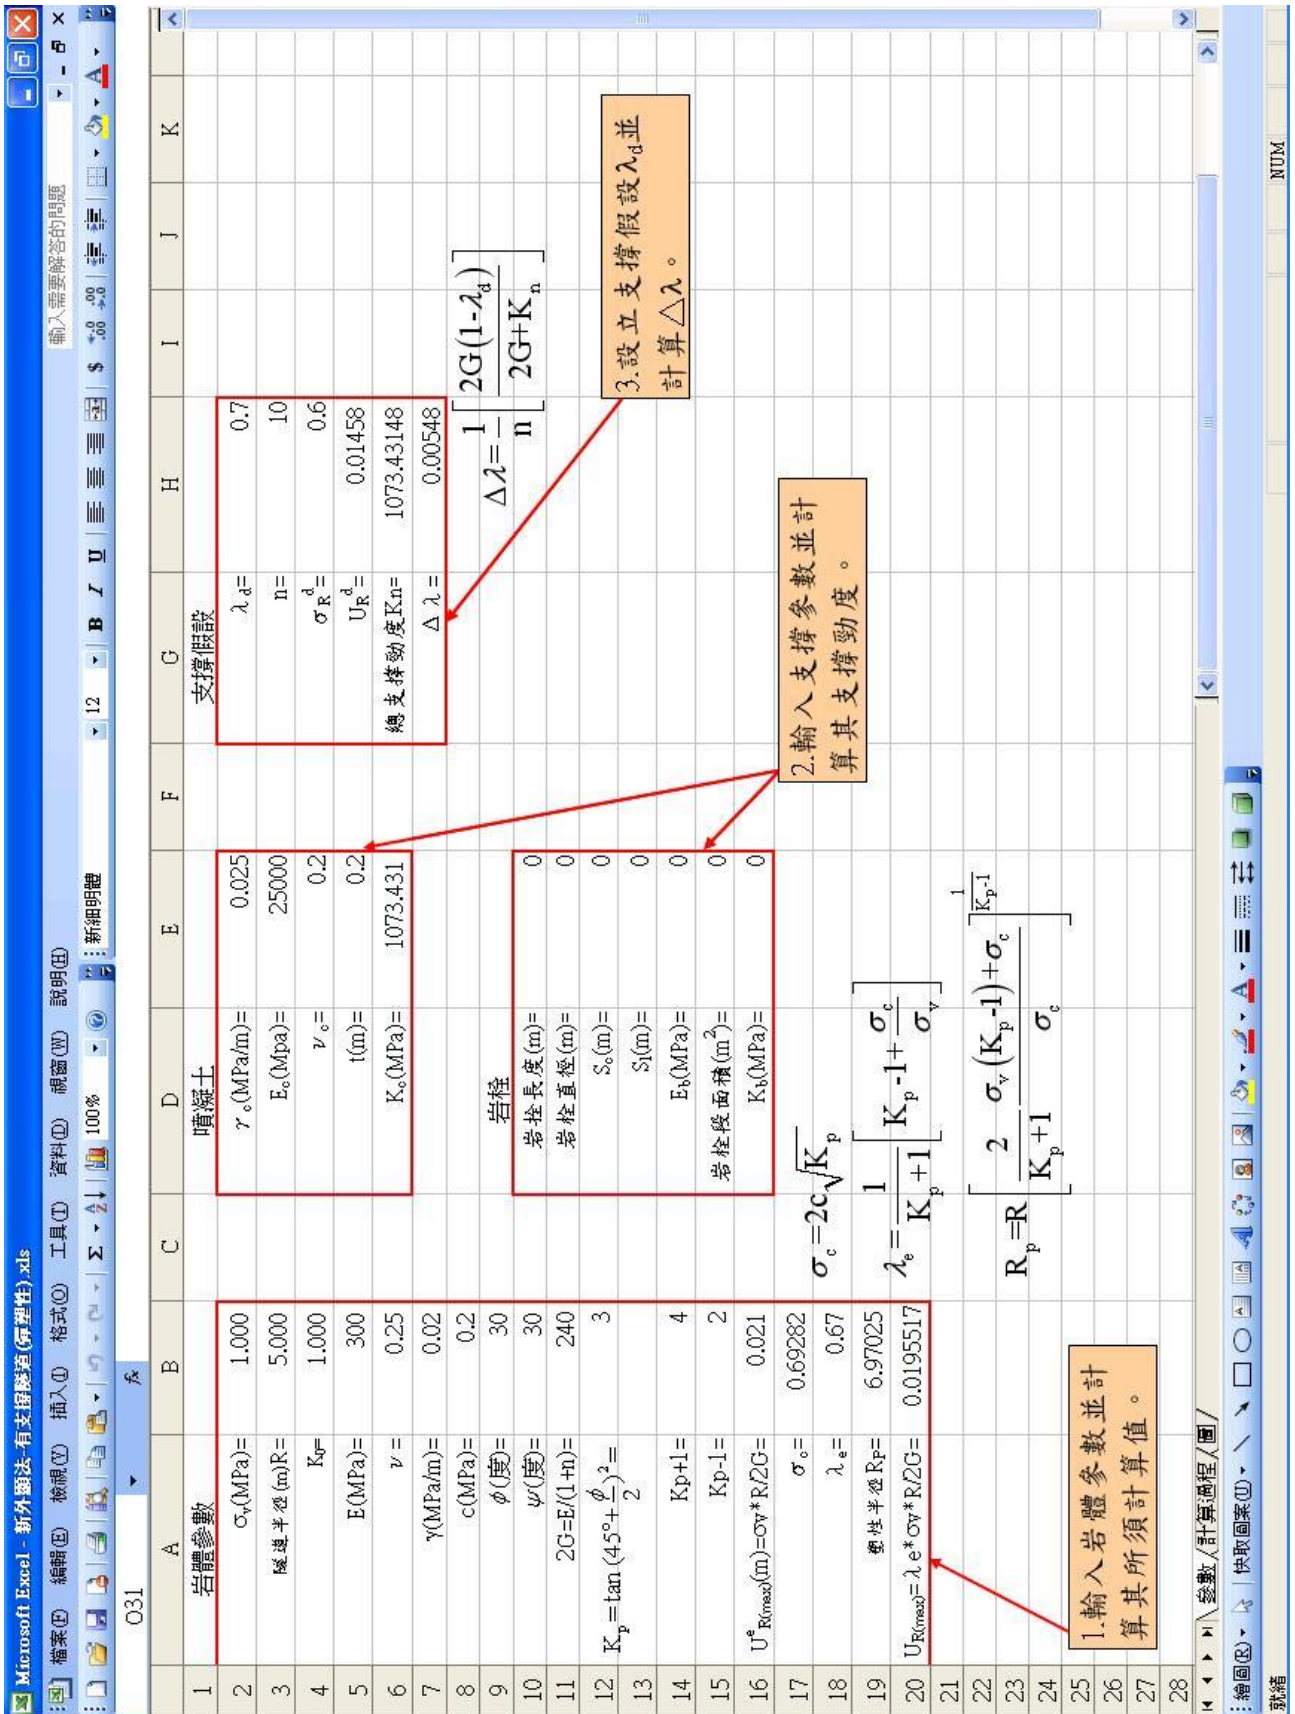 Microsoft Excel - 新外顯法-有支撐隧道(彈塑性).xls
檔案(F) 編輯(E) 檢視(V) 插入(I) 格式(O) 工具(T) 資料(D) 視窗(W) 說明(H) 輸入需要解答的問題
100% 新細明體 12 B I U $
O31 fx
A B C D E F G H I J K
1 岩體參數 噴凝土 支撐假設
2 σv(MPa)= 1.000 γc(MPa/m)= 0.025 λd= 0.7
3 隧道半徑(m)R= 5.000 Ec(Mpa)= 25000 n= 10
4 K0= 1.000 νc= 0.2 σR^d= 0.6
5 E(MPa)= 300 t(m)= 0.2 UR^d= 0.01458
6 ν= 0.25 Kc(MPa)= 1073.431 總支撐勁度Kn= 1073.43148
7 γ(MPa/m)= 0.02 Δλ= 0.00548
8 c(MPa)= 0.2
9 φ(度)= 30 岩栓
Δλ=1/n[2G(1-λd)/2G+Kn]
10 ψ(度)= 30 岩拴長度(m)= 0
11 2G=E/(1+n)= 240 岩栓直徑(m)= 0
12 Kp=tan(45°+φ/2)²= 3 Sc(m)= 0
13 Sl(m)= 0
14 Kp+1= 4 Eb(MPa)= 0
15 Kp-1= 2 岩栓段面積(m²)= 0
16 U^e R(max)(m)=σv*R/2G= 0.021 Kb(MPa)= 0
17 σc= 0.69282
σc=2c√Kp
18 λe= 0.67
19 塑性半徑RP= 6.97025
λe=1/Kp+1[Kp-1+σc/σv]
20 UR(max)=λe*σv*R/2G= 0.0195517
21
22
23
Rp=R[2/Kp+1 σv(Kp-1)+σc/σc]^1/Kp-1
24
25
26
27
28
1.輸入岩體參數並計
算其所須計算值。
2.輸入支撐參數並計
算其支撐勁度。
3.設立支撐假設λd並
計算△λ。
參數 / 計算過程 / 圖
繪圖(R) 快取圖案(U)
就緒 NUM